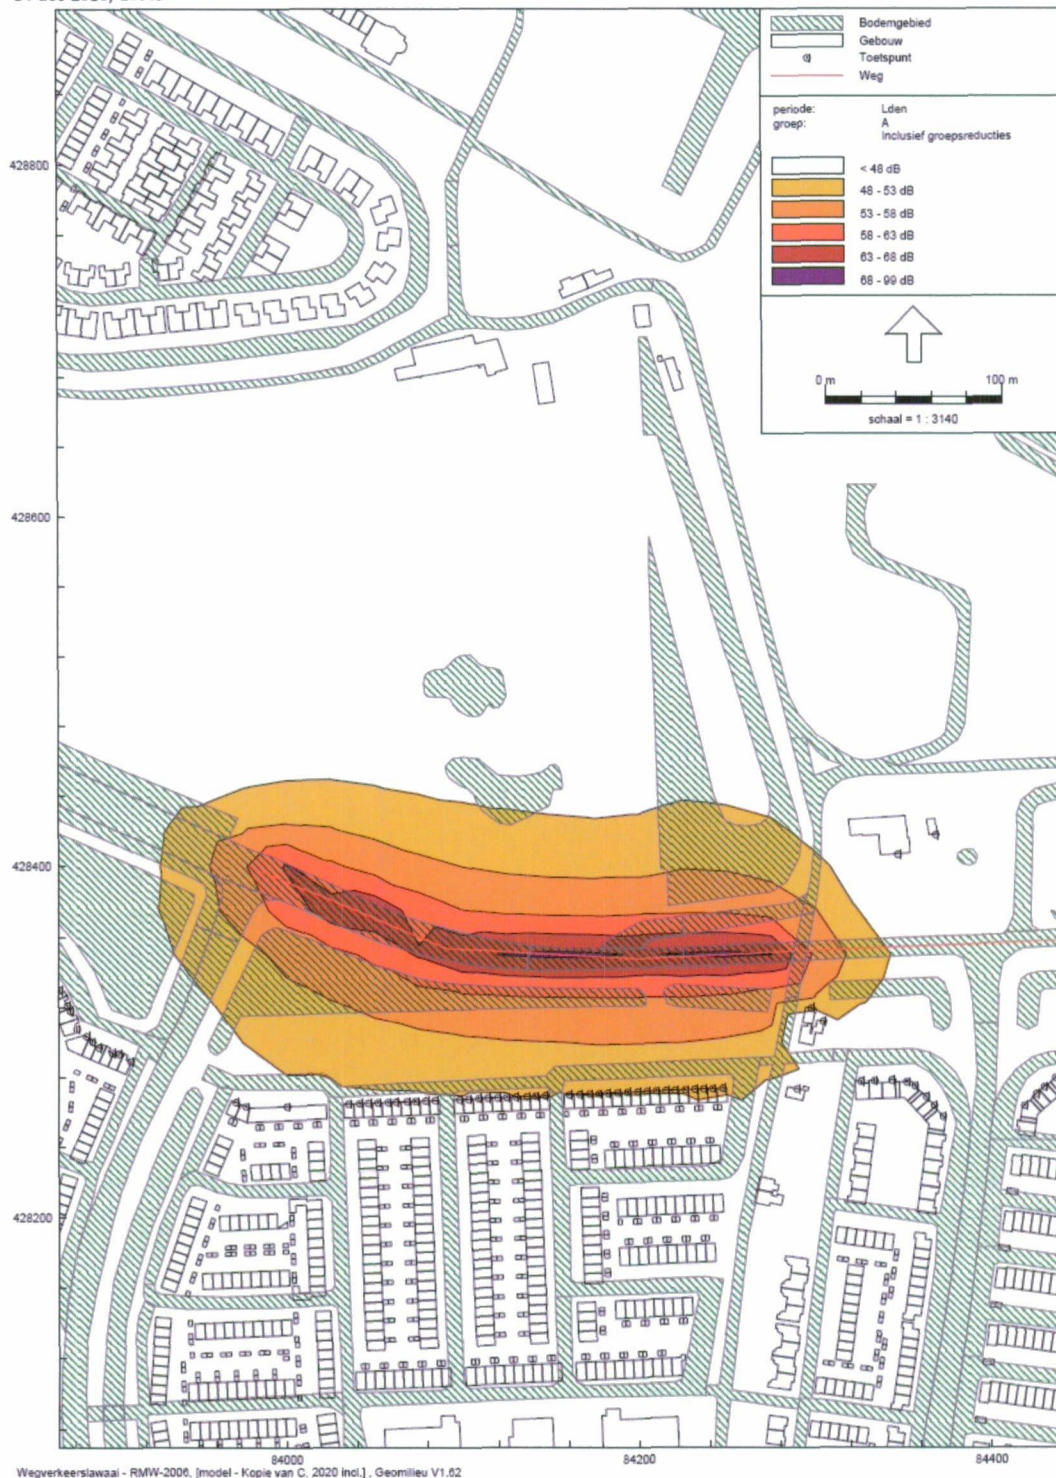 Bodemgebied
Gebouw
Toetspunt
Weg
periode: Lden
groep: A
Inclusief groepsreducties
< 48 dB
48 - 53 dB
53 - 58 dB
58 - 63 dB
63 - 68 dB
68 - 99 dB
0 m 100 m
schaal = 1 : 3140
428800
428600
428400
428200
84000 84200 84400
Wegverkeerslawaai - RMW-2006, [model - Kopie van C. 2020 incl.] , Geomilieu V1.62